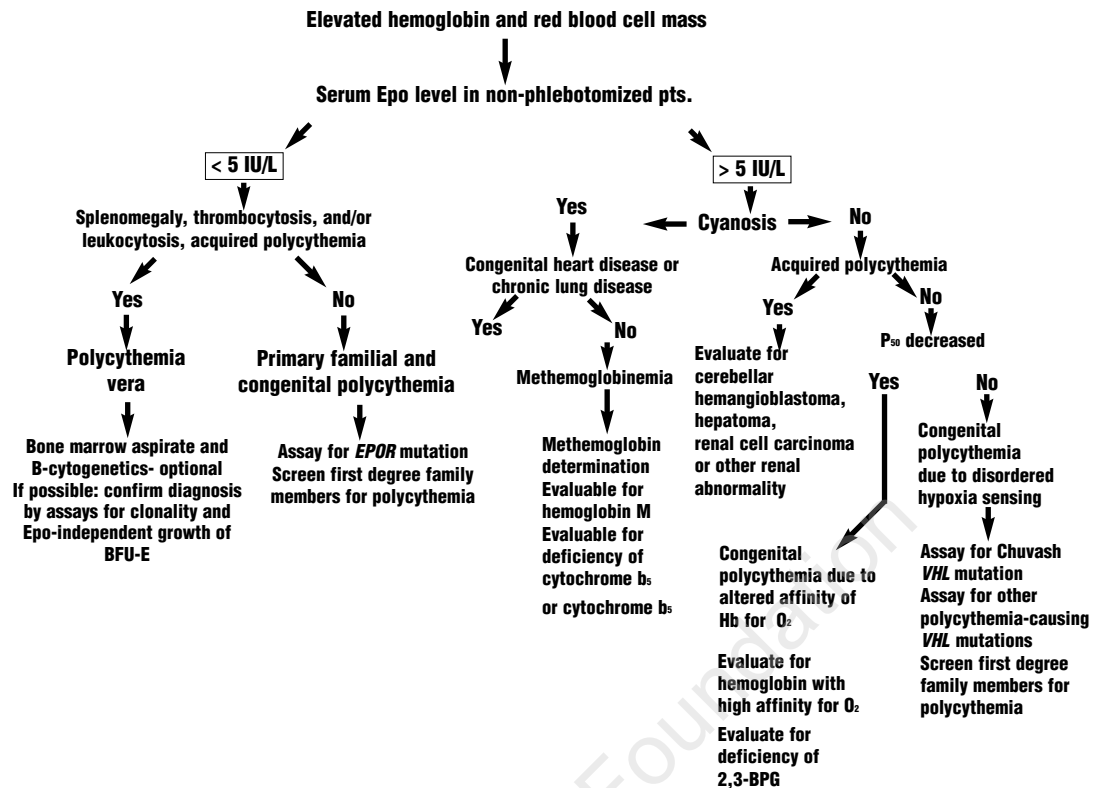 Elevated hemoglobin and red blood cell mass
Serum Epo level in non-phlebotomized pts.
< 5 IU/L
Splenomegaly, thrombocytosis, and/or
leukocytosis, acquired polycythemia
Yes
Polycythemia
vera
Bone marrow aspirate and
B-cytogenetics- optional
If possible: confirm diagnosis
by assays for clonality and
Epo-independent growth of
BFU-E
No
Primary familial and
congenital polycythemia
Assay for EPOR mutation
Screen first degree family
members for polycythemia
> 5 IU/L
Cyanosis
Yes
Congenital heart disease or
chronic lung disease
Yes
No
Methemoglobinemia
Methemoglobin
determination
Evaluable for
hemoglobin M
Evaluable for
deficiency of
cytochrome b₅
or cytochrome b₅
No
Acquired polycythemia
Yes
Evaluate for
cerebellar
hemangioblastoma,
hepatoma,
renal cell carcinoma
or other renal
abnormality
No
P₅₀ decreased
Yes
Congenital
polycythemia due to
altered affinity of
Hb for O₂
Evaluate for
hemoglobin with
high affinity for O₂
Evaluate for
deficiency of
2,3-BPG
No
Congenital
polycythemia
due to disordered
hypoxia sensing
Assay for Chuvash
VHL mutation
Assay for other
polycythemia-causing
VHL mutations
Screen first degree
family members for
polycythemia
Foundation